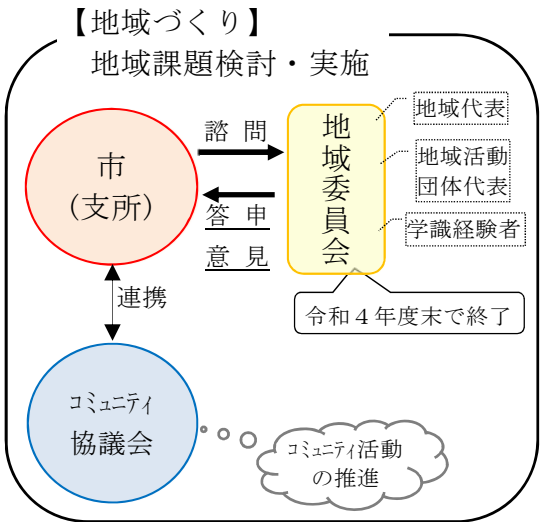 【地域づくり】
地域課題検討・実施
市
(支所)
諮問
答申
意見
地域委員会
地域代表
地域活動
団体代表
学識経験者
令和４年度末で終了
連携
コミュニティ
協議会
コミュニティ活動
の推進